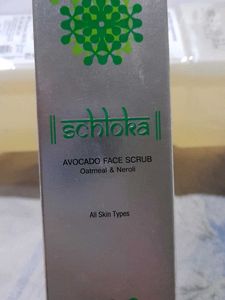 schloka
AVOCADO FACE SCRUB
Oatmeal & Neroli
All Skin Types